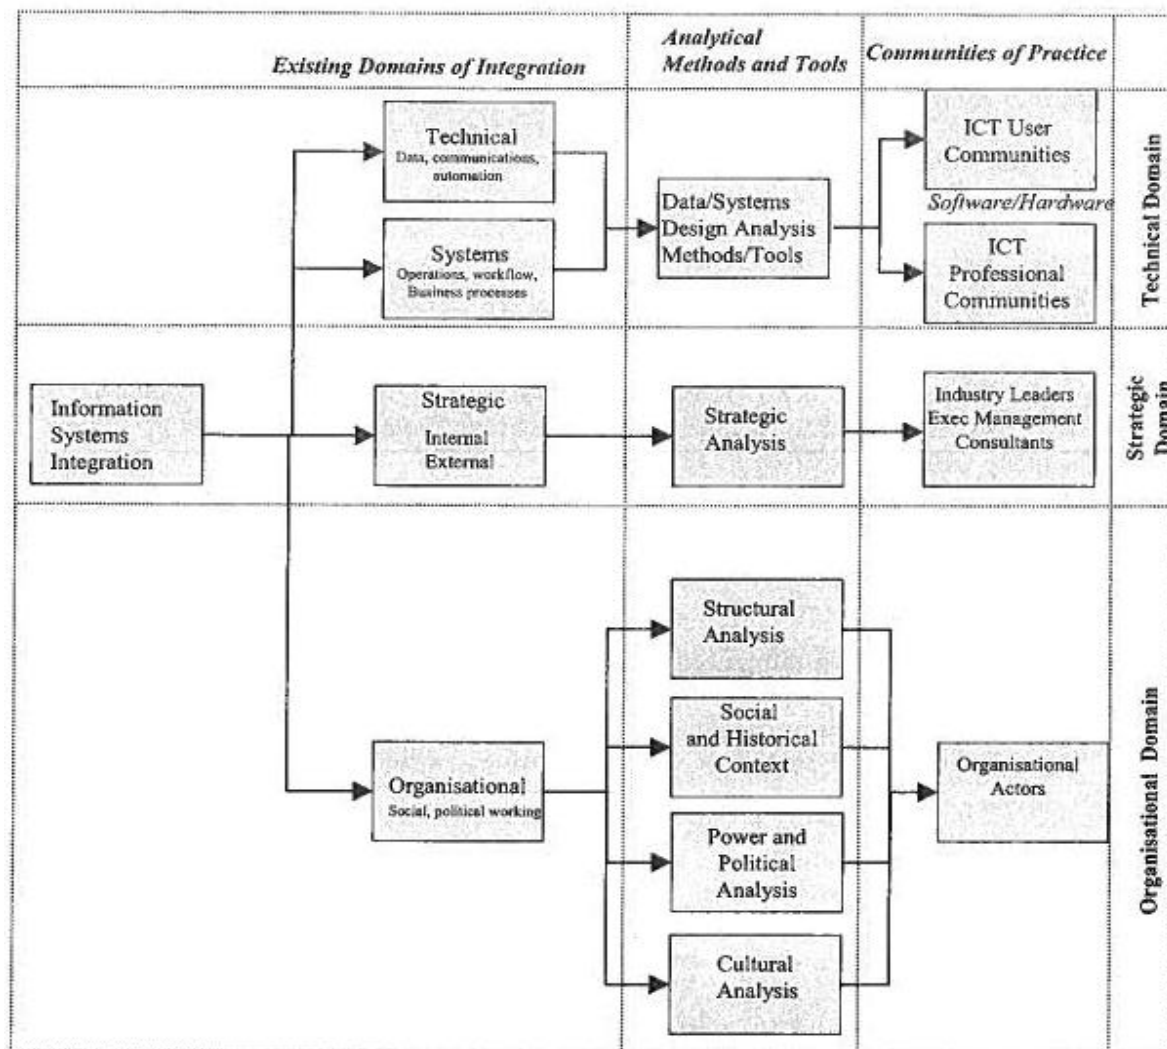 Existing Domains of Integration
Analytical
Methods and Tools
Communities of Practice
Technical
Data, communications,
automation
Systems
Operations, workflow,
Business processes
Data/Systems
Design Analysis
Methods/Tools
ICT User
Communities
Software/Hardware
ICT
Professional
Communities
Technical Domain
Information
Systems
Integration
Strategic
Internal
External
Strategic
Analysis
Industry Leaders
Exec Management
Consultants
Strategic
Domain
Organisational
Social, political working
Structural
Analysis
Social
and Historical
Context
Power and
Political
Analysis
Cultural
Analysis
Organisational
Actors
Organisational Domain